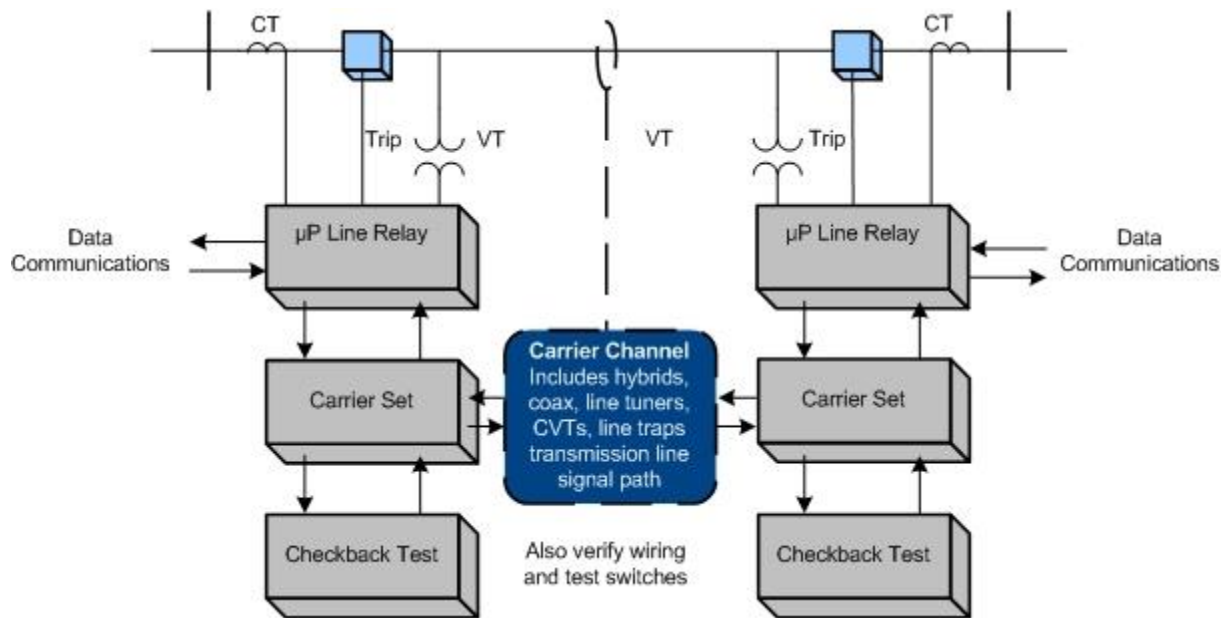 CT
CT
Trip
VT
VT
Trip
µP Line Relay
µP Line Relay
Data
Communications
Data
Communications
Carrier Channel
Includes hybrids,
coax, line tuners,
CVTs, line traps
transmission line
signal path
Carrier Set
Carrier Set
Checkback Test
Also verify wiring
and test switches
Checkback Test